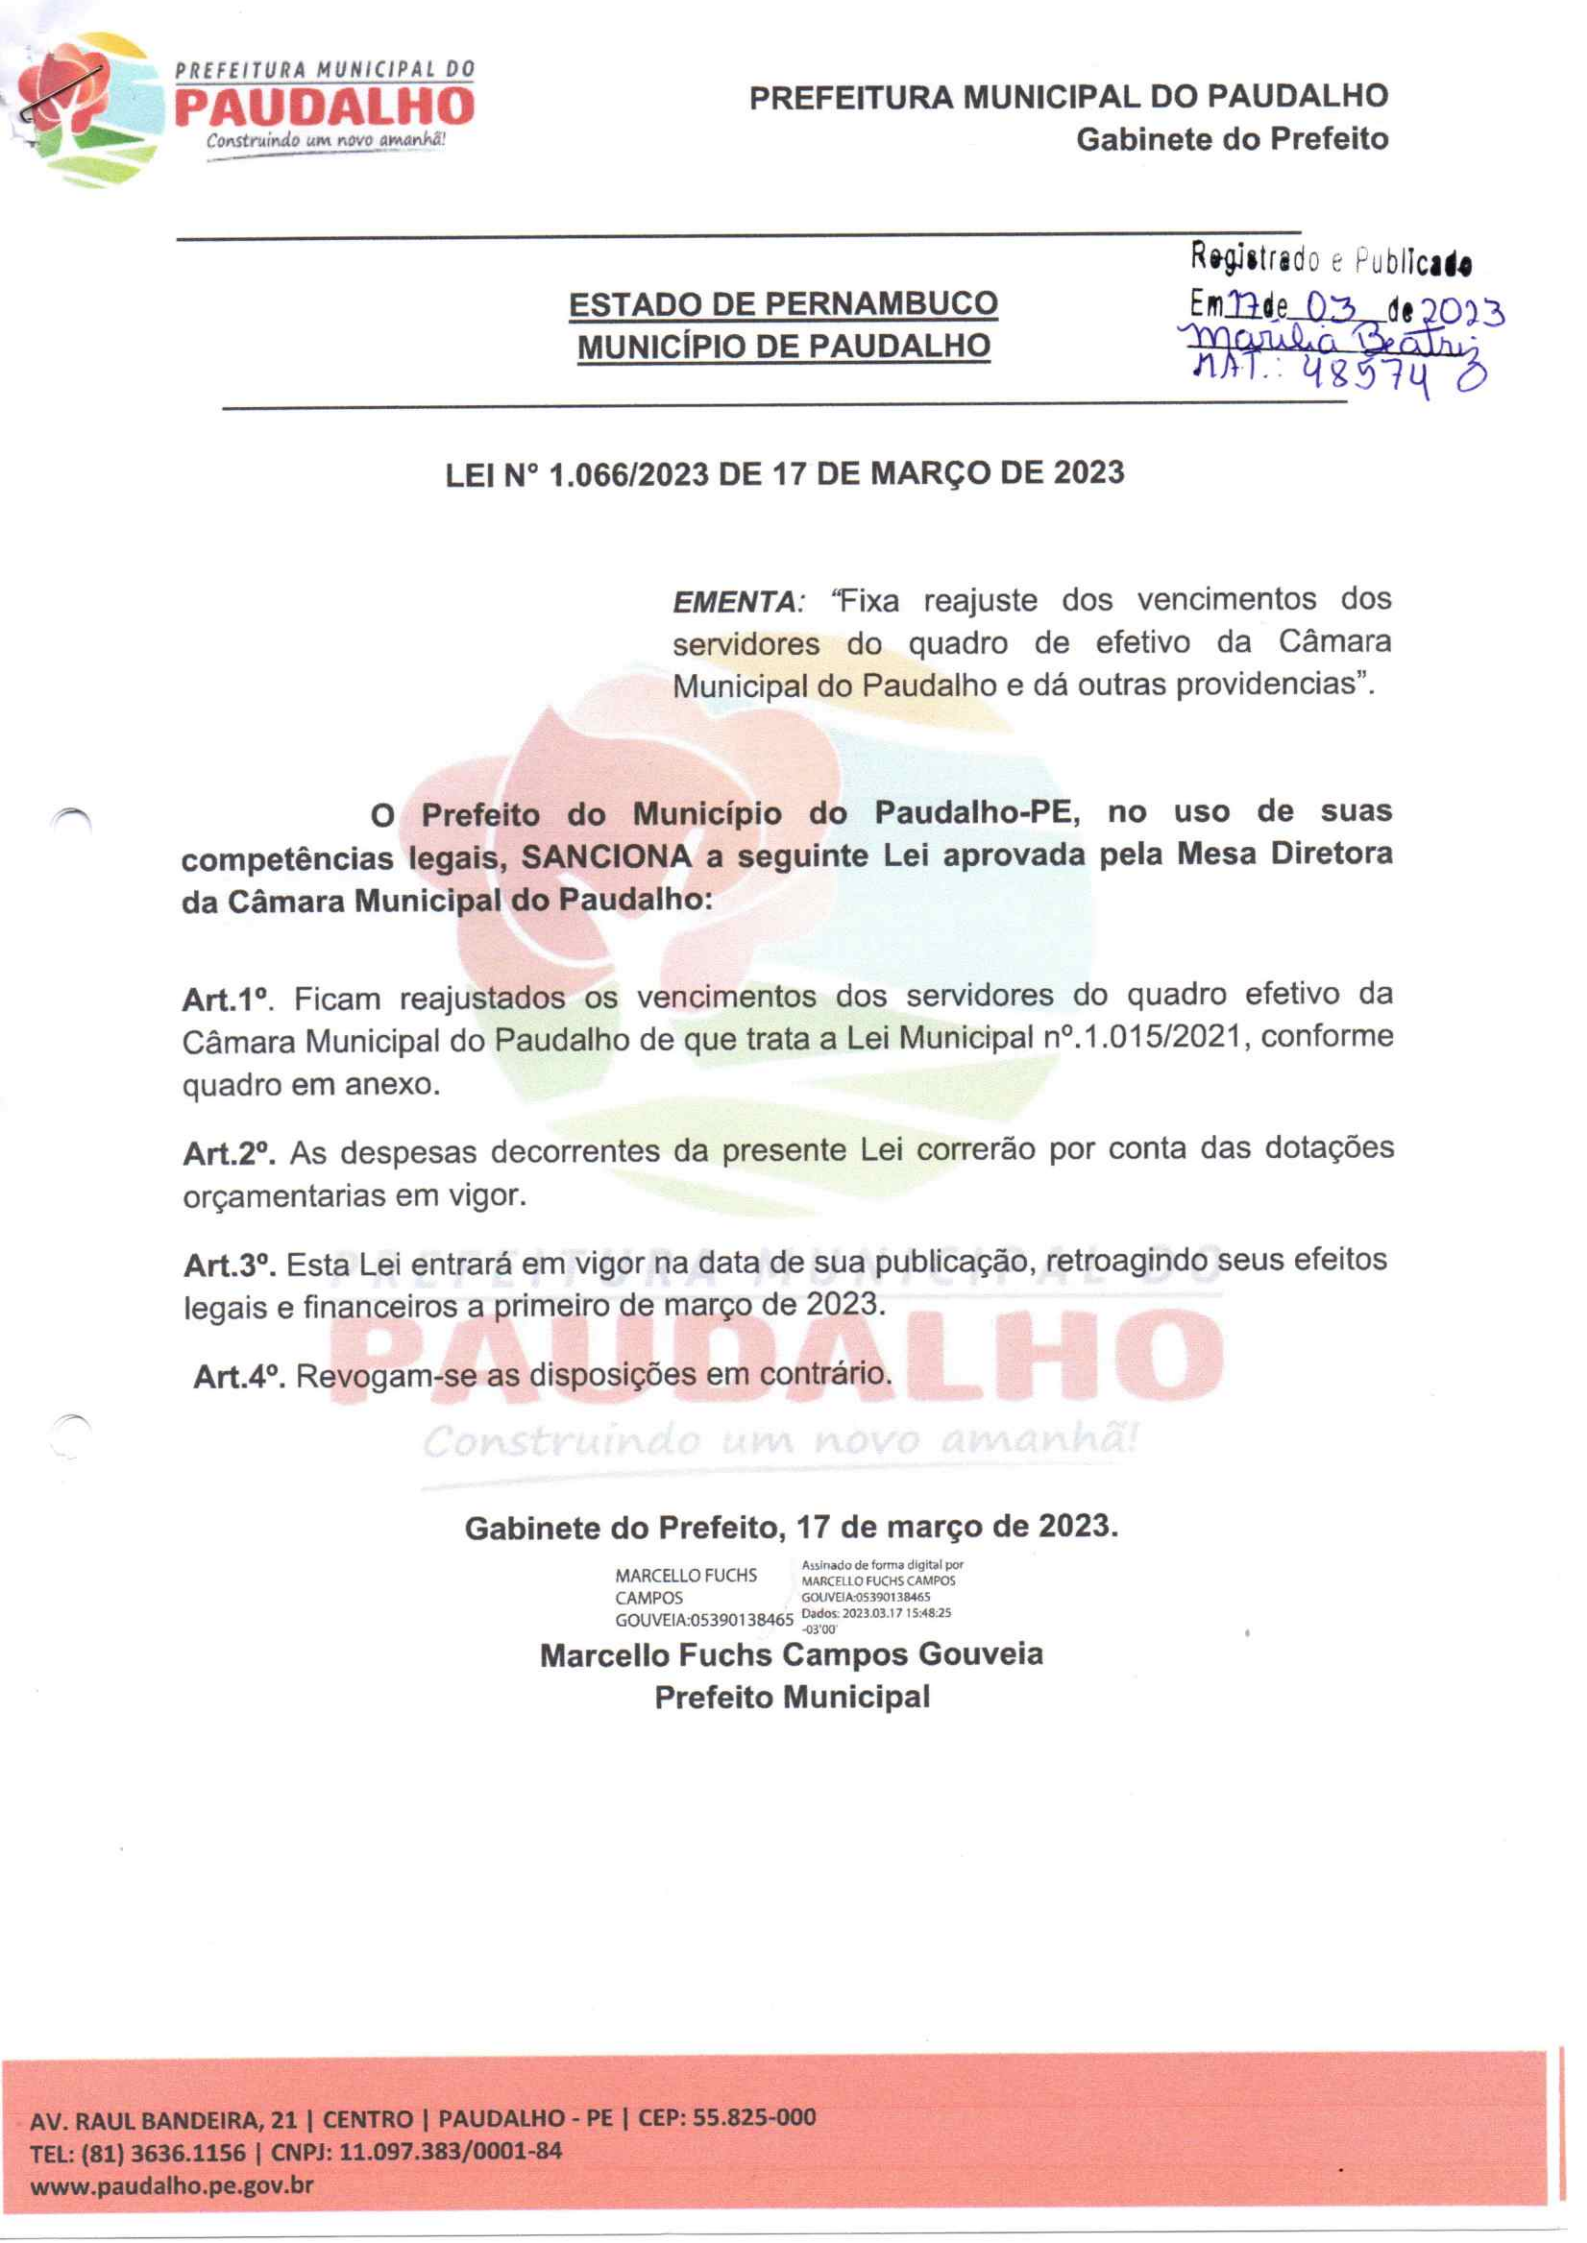 PREFEITURA MUNICIPAL DO
PAUDALHO
Construindo um novo amanhã!
PREFEITURA MUNICIPAL DO PAUDALHO
Gabinete do Prefeito
Registrado e Publicado
Em 17 de 03 de 2023
Marília Beatriz
MAT.: 48574
ESTADO DE PERNAMBUCO
MUNICÍPIO DE PAUDALHO
LEI Nº 1.066/2023 DE 17 DE MARÇO DE 2023
EMENTA: “Fixa reajuste dos vencimentos dos
servidores do quadro de efetivo da Câmara
Municipal do Paudalho e dá outras providencias”.
O Prefeito do Município do Paudalho-PE, no uso de suas
competências legais, SANCIONA a seguinte Lei aprovada pela Mesa Diretora
da Câmara Municipal do Paudalho:
Art.1º. Ficam reajustados os vencimentos dos servidores do quadro efetivo da
Câmara Municipal do Paudalho de que trata a Lei Municipal nº.1.015/2021, conforme
quadro em anexo.
Art.2º. As despesas decorrentes da presente Lei correrão por conta das dotações
orçamentarias em vigor.
PREFEITURA MUNICIPAL DO
Art.3º. Esta Lei entrará em vigor na data de sua publicação, retroagindo seus efeitos
legais e financeiros a primeiro de março de 2023.
PAUDALHO
Art.4º. Revogam-se as disposições em contrário.
Construindo um novo amanhã!
Gabinete do Prefeito, 17 de março de 2023.
MARCELLO FUCHS
CAMPOS
GOUVEIA:05390138465
Assinado de forma digital por
MARCELLO FUCHS CAMPOS
GOUVEIA:05390138465
Dados: 2023.03.17 15:48:25
-03'00'
Marcello Fuchs Campos Gouveia
Prefeito Municipal
AV. RAUL BANDEIRA, 21 | CENTRO | PAUDALHO - PE | CEP: 55.825-000
TEL: (81) 3636.1156 | CNPJ: 11.097.383/0001-84
www.paudalho.pe.gov.br